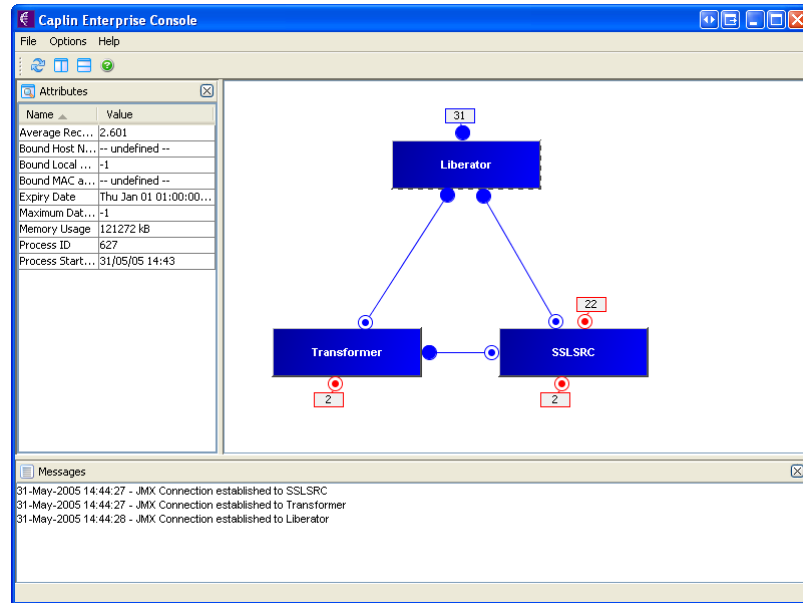 Caplin Enterprise Console
File Options Help
Attributes
Name Value
Average Rec... 2.601
Bound Host N... -- undefined --
Bound Local ... -1
Bound MAC a... -- undefined --
Expiry Date Thu Jan 01 01:00:00...
Maximum Dat... -1
Memory Usage 121272 kB
Process ID 627
Process Start... 31/05/05 14:43
31
Liberator
22
Transformer
SSLSRC
2
2
Messages
31-May-2005 14:44:27 - JMX Connection established to SSLSRC
31-May-2005 14:44:27 - JMX Connection established to Transformer
31-May-2005 14:44:28 - JMX Connection established to Liberator